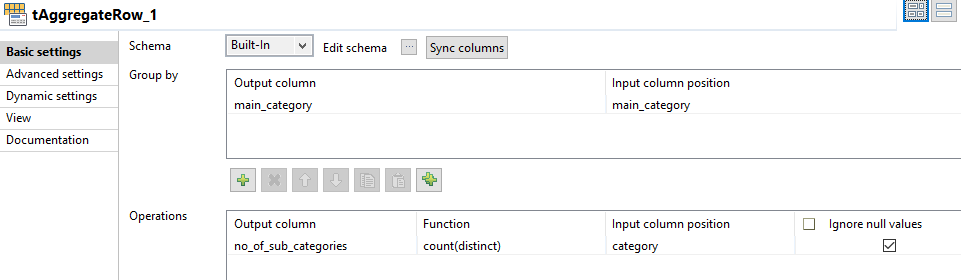 tAggregateRow_1
Basic settings
Advanced settings
Dynamic settings
View
Documentation
Schema Built-In Edit schema ... Sync columns
Group by
Output column Input column position
main_category main_category
Operations
Output column Function Input column position Ignore null values
no_of_sub_categories count(distinct) category